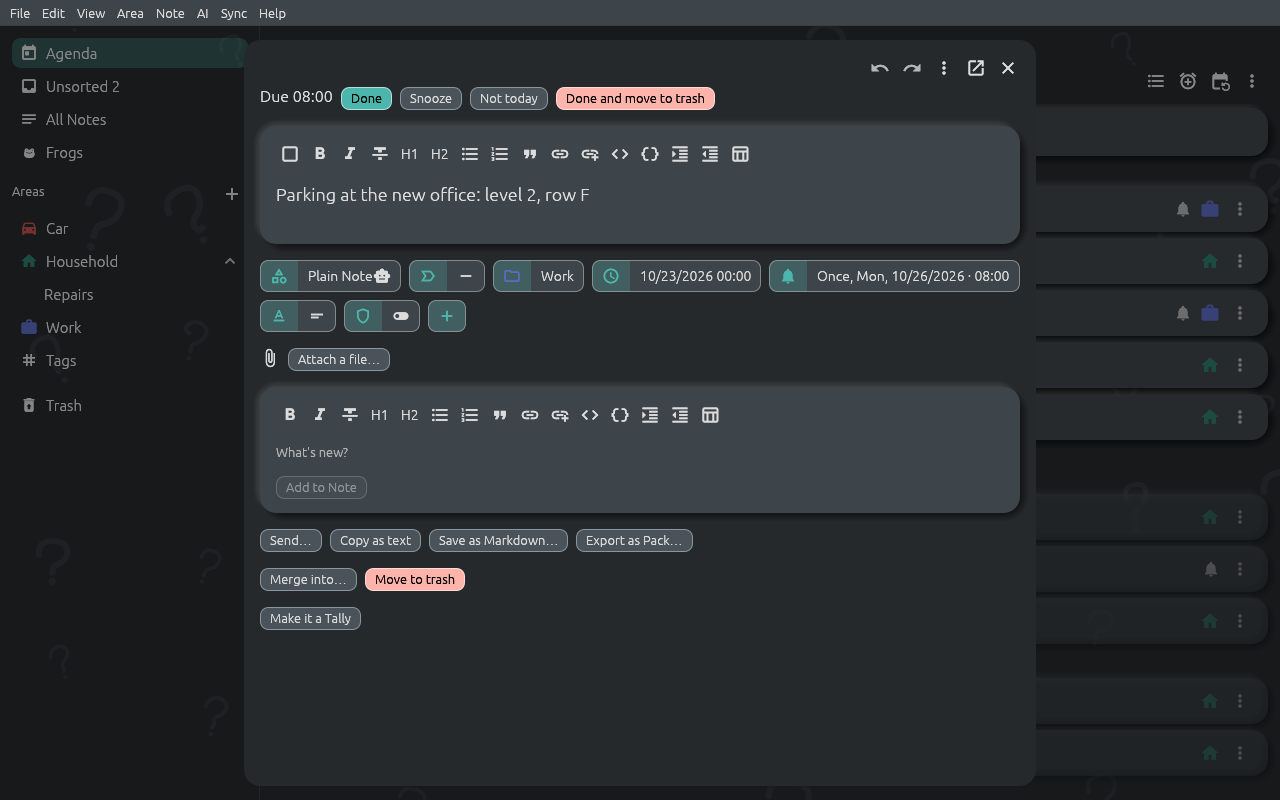 File Edit View Area Note AI Sync Help
Agenda
Unsorted 2
All Notes
Frogs
Areas
Car
Household
Repairs
Work
Tags
Trash
Due 08:00 Done Snooze Not today Done and move to trash
H1 H2
Parking at the new office: level 2, row F
Plain Note Work 10/23/2026 00:00 Once, Mon, 10/26/2026 · 08:00
Attach a file…
H1 H2
What's new?
Add to Note
Send… Copy as text Save as Markdown… Export as Pack…
Merge into… Move to trash
Make it a Tally